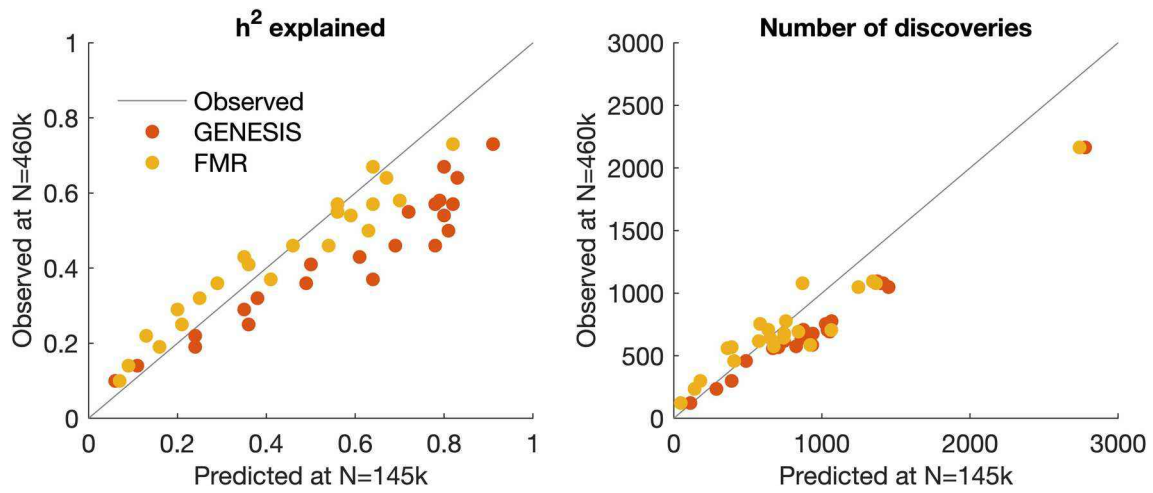 h² explained
1
0.8
0.6
0.4
0.2
0
Observed at N=460k
Observed
GENESIS
FMR
0 0.2 0.4 0.6 0.8 1
Predicted at N=145k
Number of discoveries
3000
2500
2000
1500
1000
500
0
Observed at N=460k
0 1000 2000 3000
Predicted at N=145k